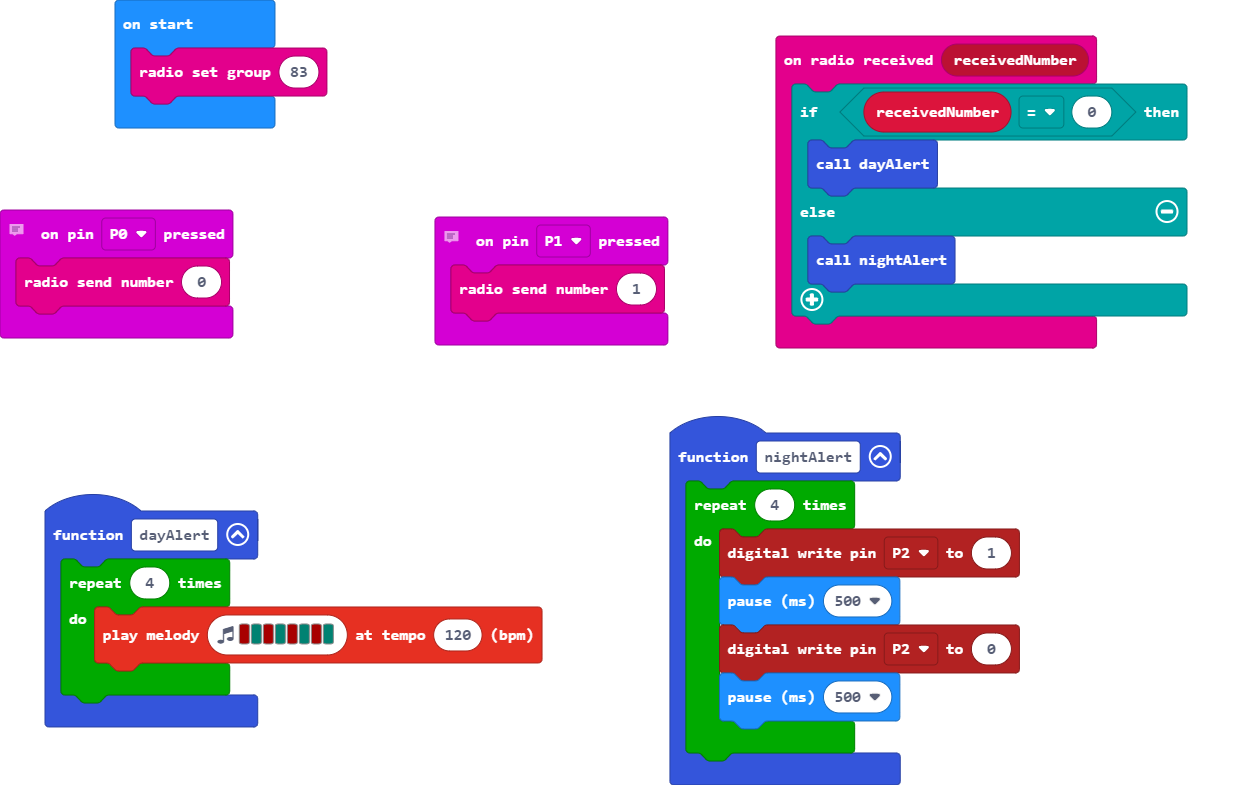 on start
radio set group 83
on radio received receivedNumber
if receivedNumber = 0 then
call dayAlert
else
call nightAlert
on pin P0 pressed
radio send number 0
on pin P1 pressed
radio send number 1
function dayAlert
repeat 4 times
do
play melody at tempo 120 (bpm)
function nightAlert
repeat 4 times
do
digital write pin P2 to 1
pause (ms) 500
digital write pin P2 to 0
pause (ms) 500